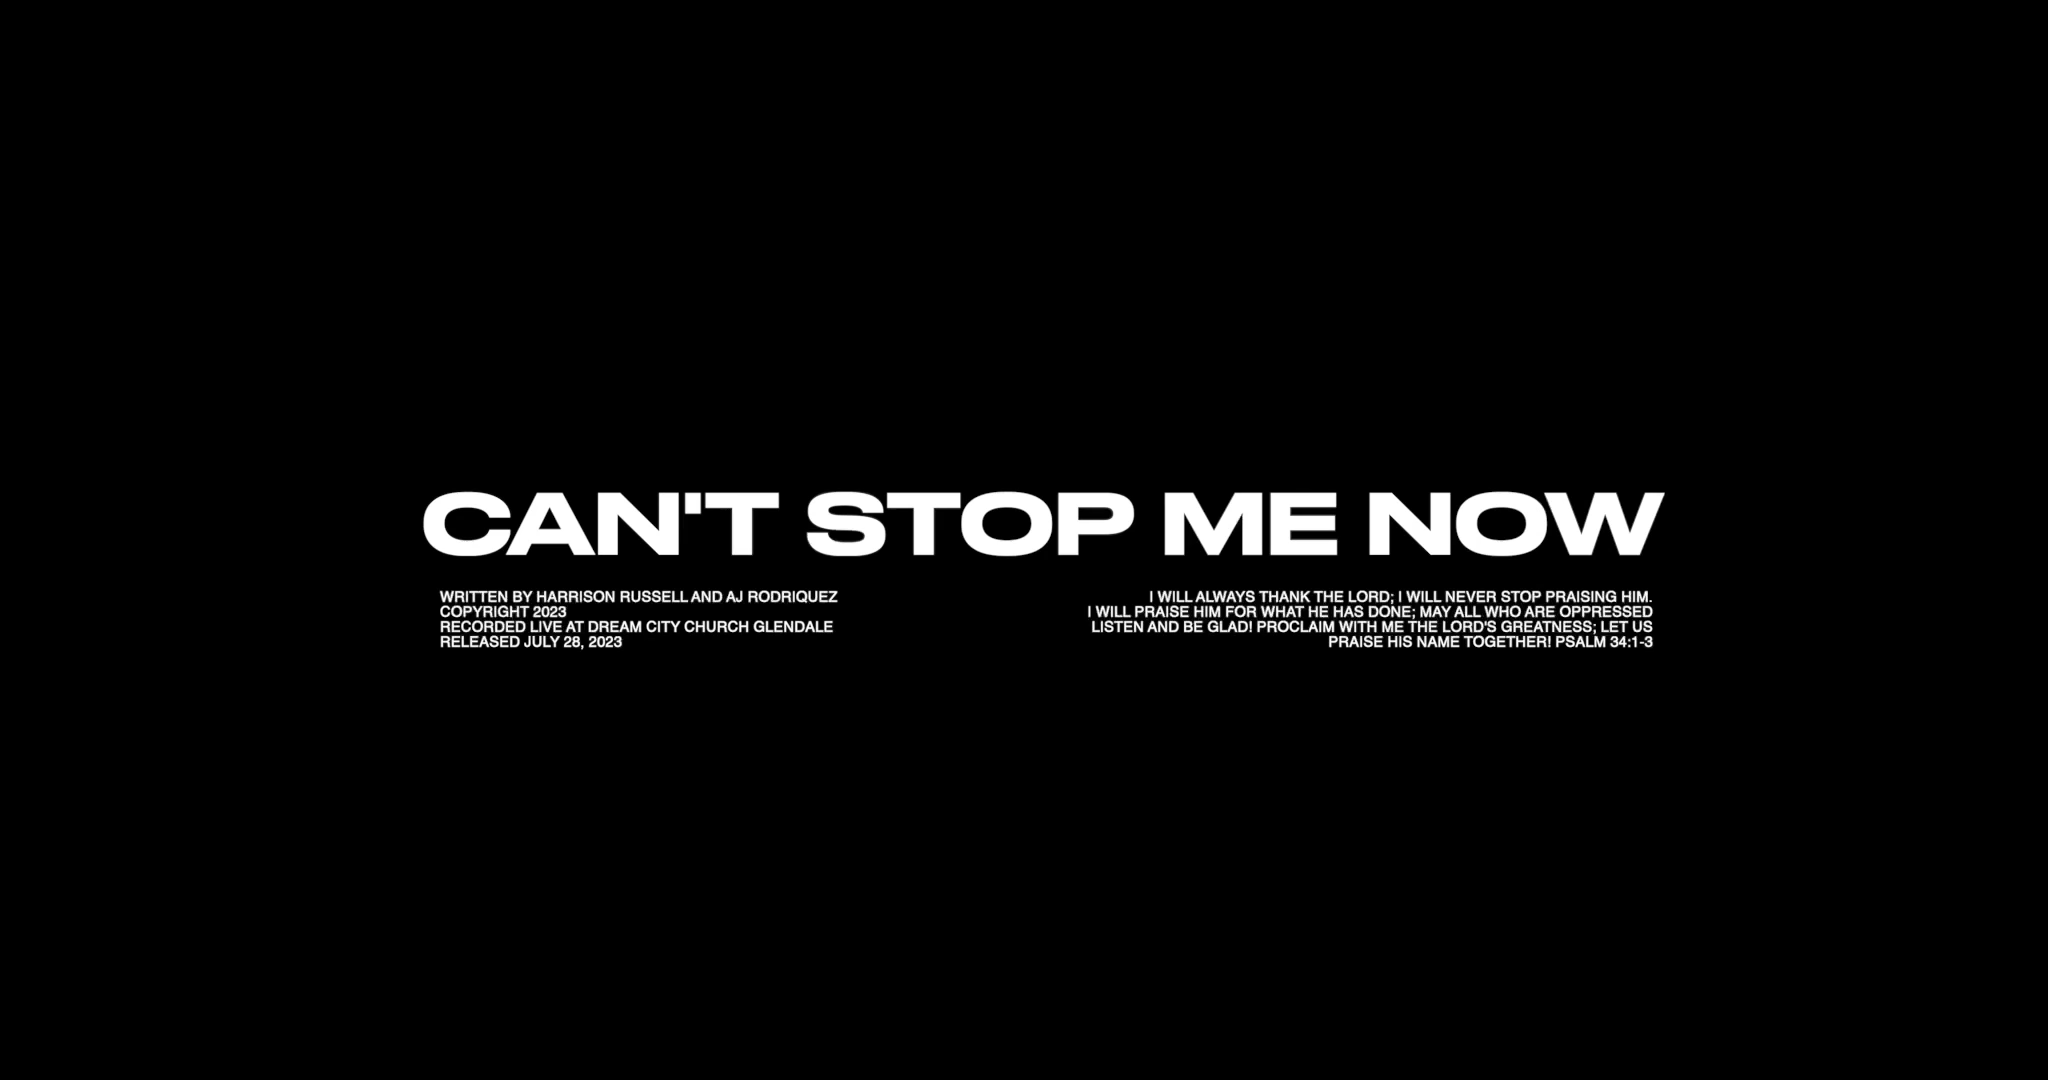 CAN'T STOP ME NOW
WRITTEN BY HARRISON RUSSELL AND AJ RODRIQUEZ
COPYRIGHT 2023
RECORDED LIVE AT DREAM CITY CHURCH GLENDALE
RELEASED JULY 28, 2023
I WILL ALWAYS THANK THE LORD; I WILL NEVER STOP PRAISING HIM.
I WILL PRAISE HIM FOR WHAT HE HAS DONE; MAY ALL WHO ARE OPPRESSED
LISTEN AND BE GLAD! PROCLAIM WITH ME THE LORD'S GREATNESS; LET US
PRAISE HIS NAME TOGETHER! PSALM 34:1-3